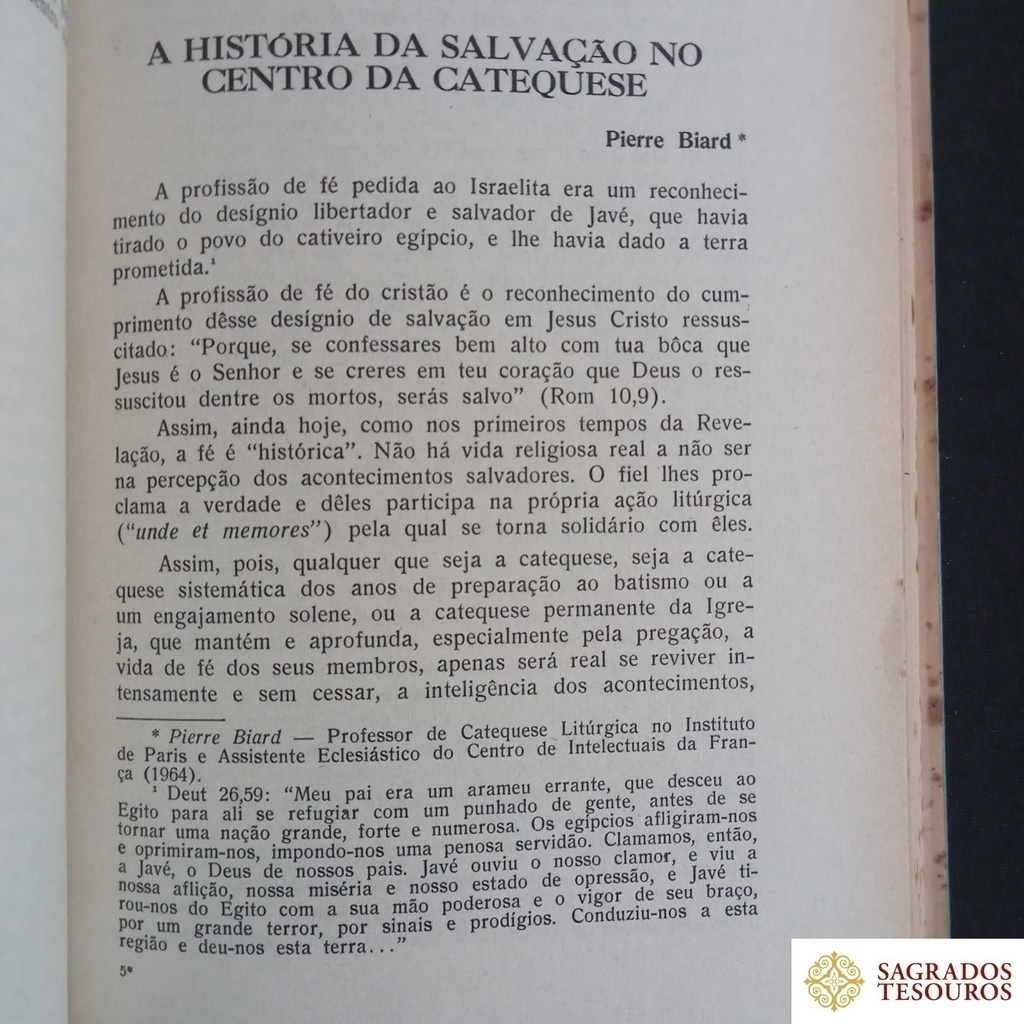 A HISTÓRIA DA SALVAÇÃO NO
CENTRO DA CATEQUESE
Pierre Biard *
A profissão de fé pedida ao Israelita era um reconheci-
mento do desígnio libertador e salvador de Javé, que havia
tirado o povo do cativeiro egípcio, e lhe havia dado a terra
prometida.¹
A profissão de fé do cristão é o reconhecimento do cum-
primento dêsse desígnio de salvação em Jesus Cristo ressus-
citado: “Porque, se confessares bem alto com tua bôca que
Jesus é o Senhor e se creres em teu coração que Deus o res-
suscitou dentre os mortos, serás salvo” (Rom 10,9).
Assim, ainda hoje, como nos primeiros tempos da Reve-
lação, a fé é “histórica”. Não há vida religiosa real a não ser
na percepção dos acontecimentos salvadores. O fiel lhes pro-
clama a verdade e dêles participa na própria ação litúrgica
(“unde et memores”) pela qual se torna solidário com êles.
Assim, pois, qualquer que seja a catequese, seja a cate-
quese sistemática dos anos de preparação ao batismo ou a
um engajamento solene, ou a catequese permanente da Igre-
ja, que mantém e aprofunda, especialmente pela pregação, a
vida de fé dos seus membros, apenas será real se reviver in-
tensamente e sem cessar, a inteligência dos acontecimentos,
* Pierre Biard — Professor de Catequese Litúrgica no Instituto
de Paris e Assistente Eclesiástico do Centro de Intelectuais da Fran-
ça (1964).
¹ Deut 26,59: “Meu pai era um arameu errante, que desceu ao
Egito para ali se refugiar com um punhado de gente, antes de se
tornar uma nação grande, forte e numerosa. Os egípcios afligiram-nos
e oprimiram-nos, impondo-nos uma penosa servidão. Clamamos, então,
a Javé, o Deus de nossos pais. Javé ouviu o nosso clamor, e viu a
nossa aflição, nossa miséria e nosso estado de opressão, e Javé ti-
rou-nos do Egito com a sua mão poderosa e o vigor de seu braço,
por um grande terror, por sinais e prodígios. Conduziu-nos a esta
região e deu-nos esta terra...”
5*
SAGRADOS
TESOUROS